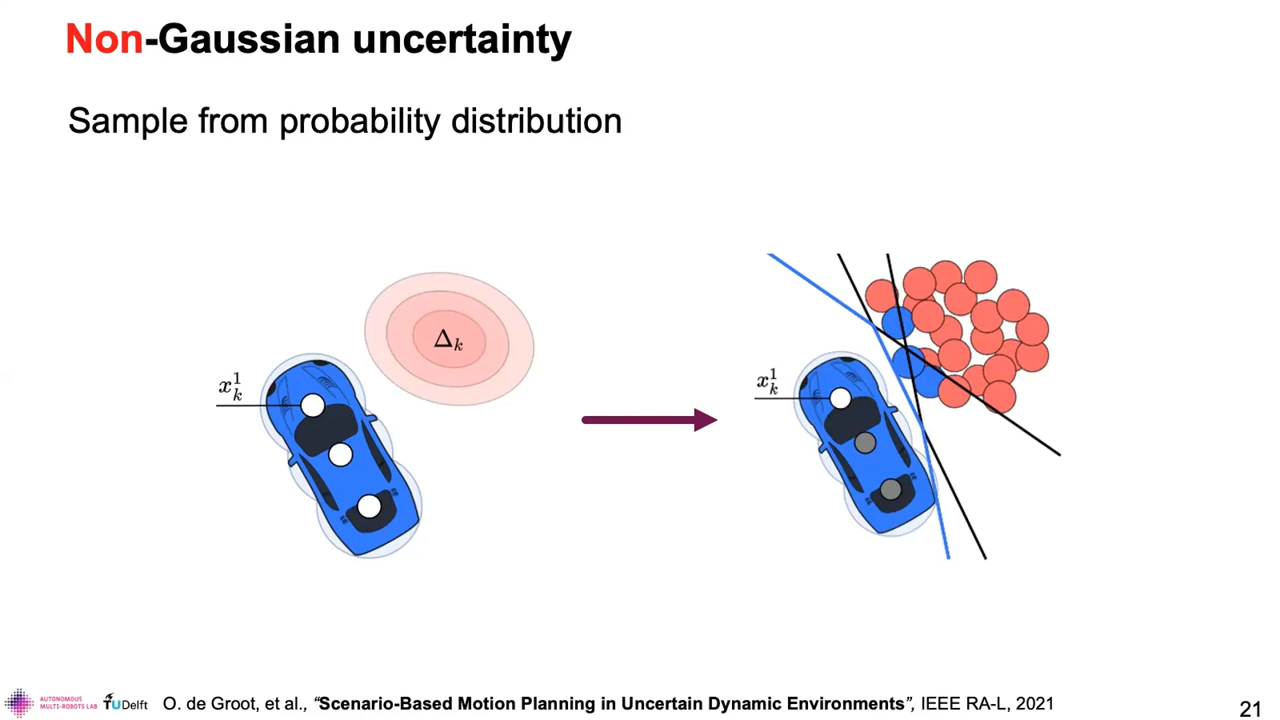 Non-Gaussian uncertainty
Sample from probability distribution
Δₖ
x¹ₖ
x¹ₖ
AUTONOMOUS
MULTI-ROBOTS LAB
TUDelft
O. de Groot, et al., “Scenario-Based Motion Planning in Uncertain Dynamic Environments”, IEEE RA-L, 2021
21